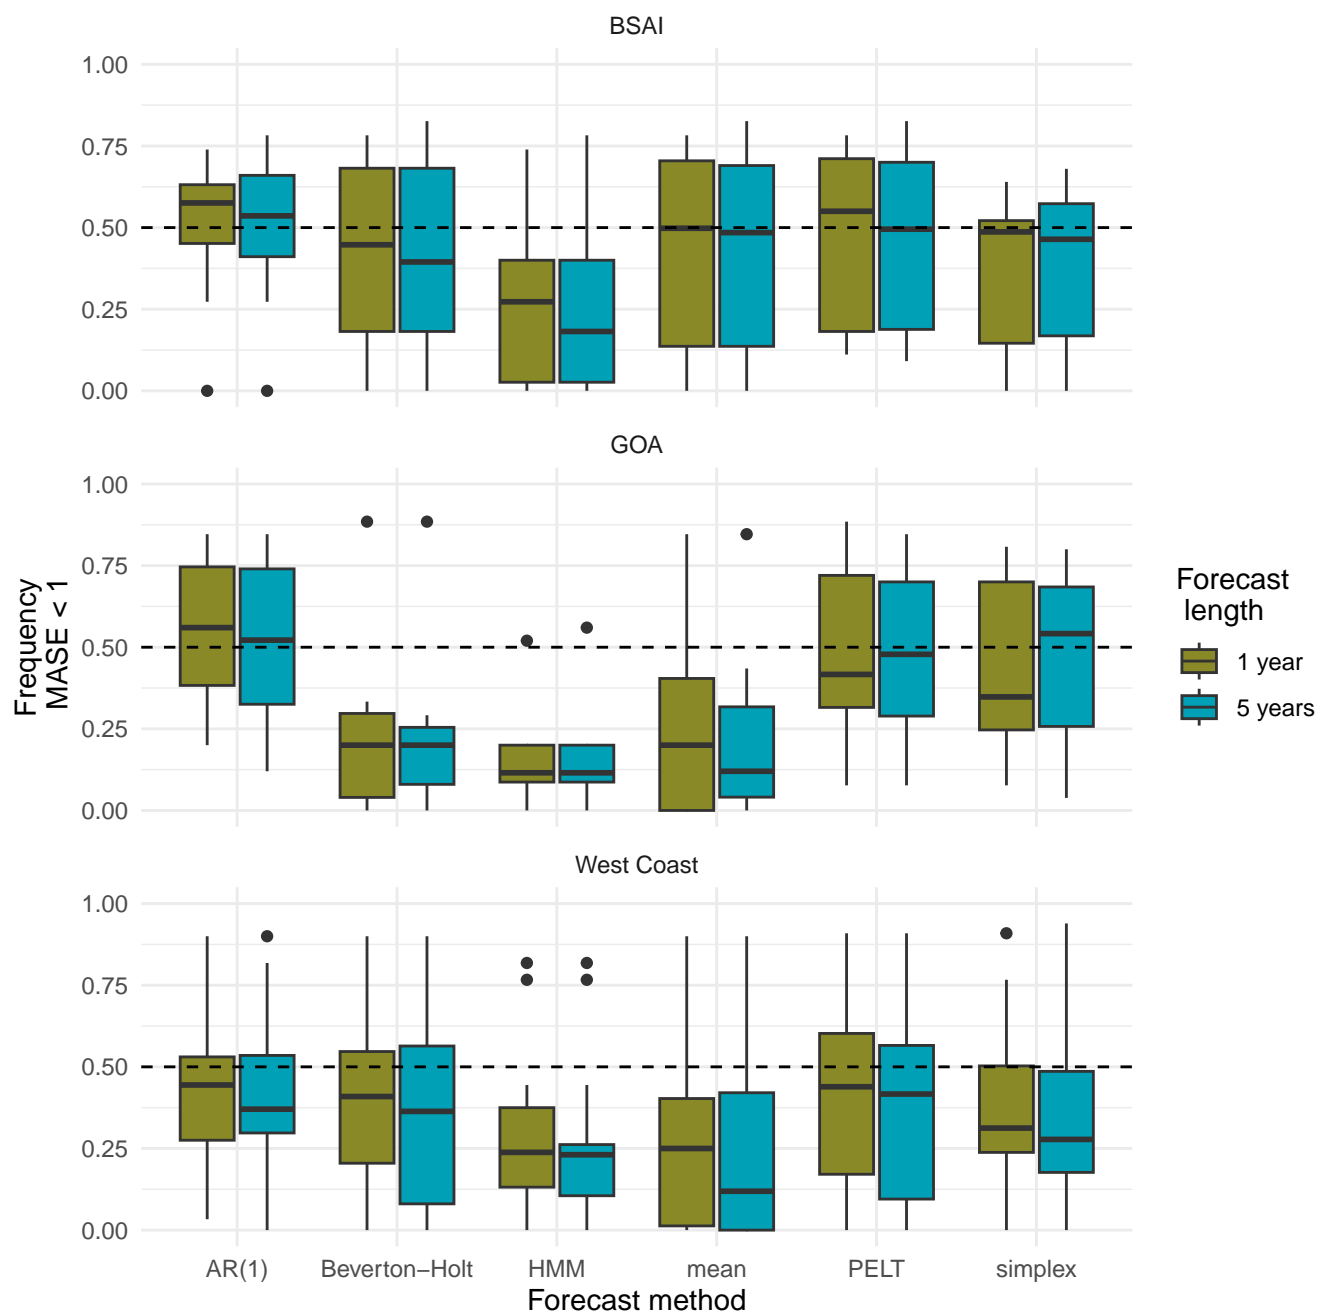 BSAI
1.00
0.75
0.50
0.25
0.00
GOA
1.00
0.75
0.50
0.25
0.00
West Coast
1.00
0.75
0.50
0.25
0.00
Frequency
MASE < 1
AR(1) Beverton−Holt HMM mean PELT simplex
Forecast method
Forecast
length
1 year
5 years